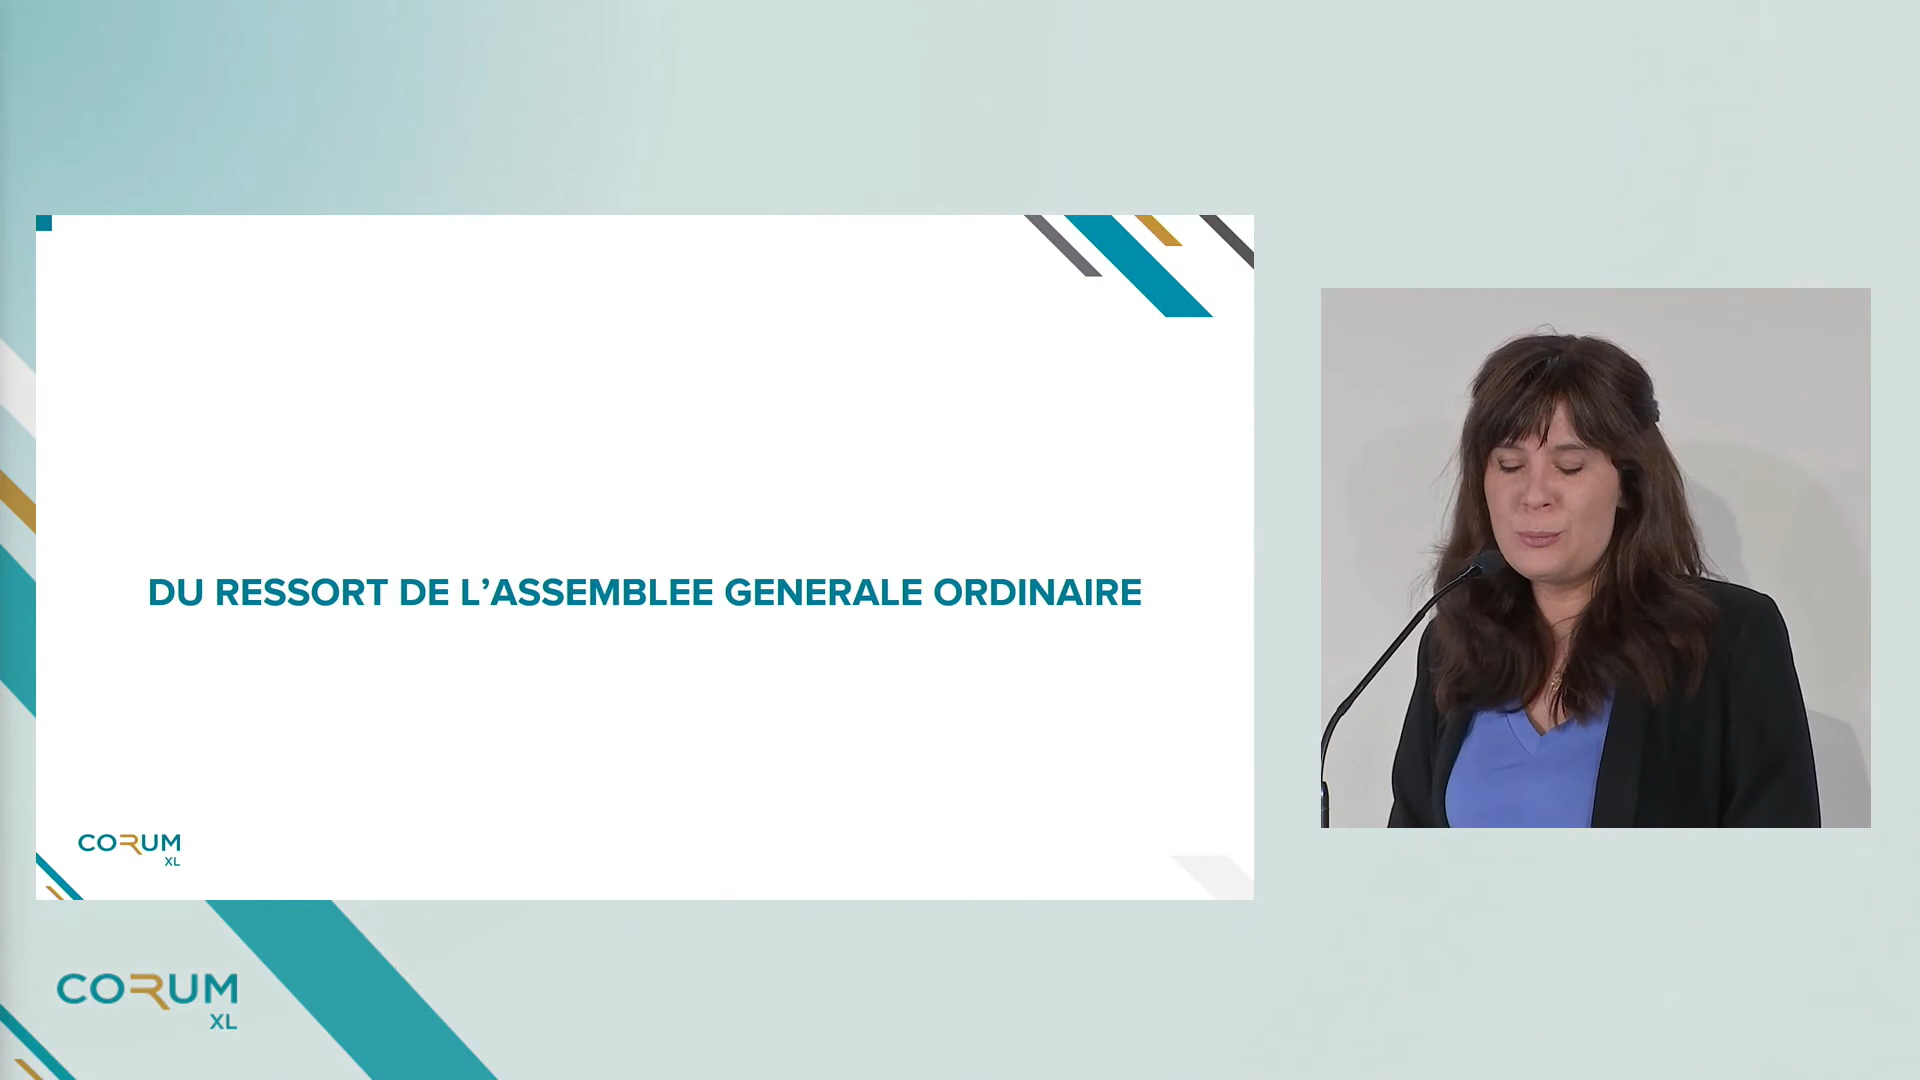 DU RESSORT DE L’ASSEMBLEE GENERALE ORDINAIRE
CORUM
XL
CORUM
XL